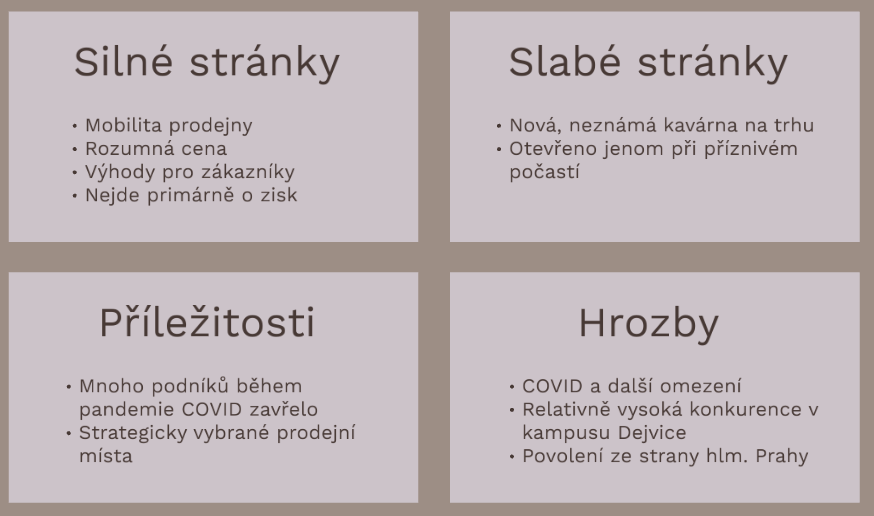 Silné stránky
• Mobilita prodejny
• Rozumná cena
• Výhody pro zákazníky
• Nejde primárně o zisk
Slabé stránky
• Nová, neznámá kavárna na trhu
• Otevřeno jenom při příznivém
počastí
Příležitosti
• Mnoho podníků během
pandemie COVID zavřelo
• Strategicky vybrané prodejní
místa
Hrozby
• COVID a další omezení
• Relativně vysoká konkurence v
kampusu Dejvice
• Povolení ze strany hlm. Prahy